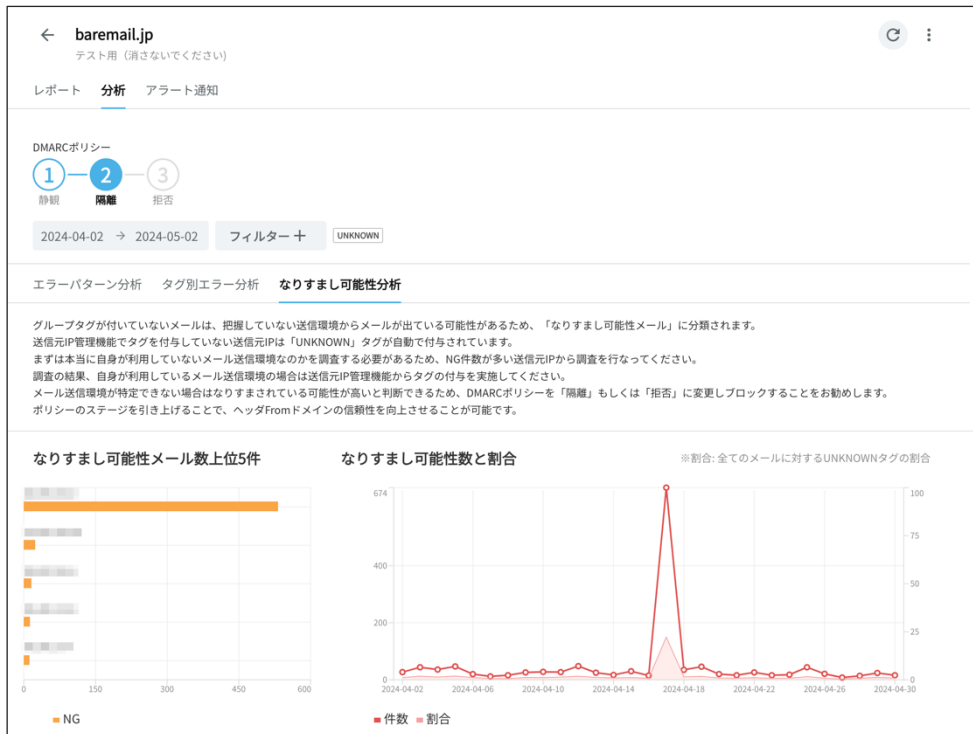 baremail.jp
テスト用（消さないでください）
レポート 分析 アラート通知
DMARCポリシー
1 2 3
静観 隔離 拒否
2024-04-02 → 2024-05-02 フィルター＋ UNKNOWN
エラーパターン分析 タグ別エラー分析 なりすまし可能性分析
グループタグが付いていないメールは、把握していない送信環境からメールが出ている可能性があるため、「なりすまし可能性メール」に分類されます。
送信元IP管理機能でタグを付与していない送信元IPは「UNKNOWN」タグが自動で付与されています。
まずは本当に自身が利用していないメール送信環境なのかを調査する必要があるため、NG件数が多い送信元IPから調査を行なってください。
調査の結果、自身が利用しているメール送信環境の場合は送信元IP管理機能からタグの付与を実施してください。
メール送信環境が特定できない場合はなりすまされている可能性が高いと判断できるため、DMARCポリシーを「隔離」もしくは「拒否」に変更しブロックすることをお勧めします。
ポリシーのステージを引き上げることで、ヘッダFromドメインの信頼性を向上させることが可能です。
なりすまし可能性メール数上位5件
0 150 300 450 600
NG
なりすまし可能性数と割合
※割合: 全てのメールに対するUNKNOWNタグの割合
674 100
75
400
50
200
25
0 0
2024-04-02 2024-04-06 2024-04-10 2024-04-14 2024-04-18 2024-04-22 2024-04-26 2024-04-30
件数 割合